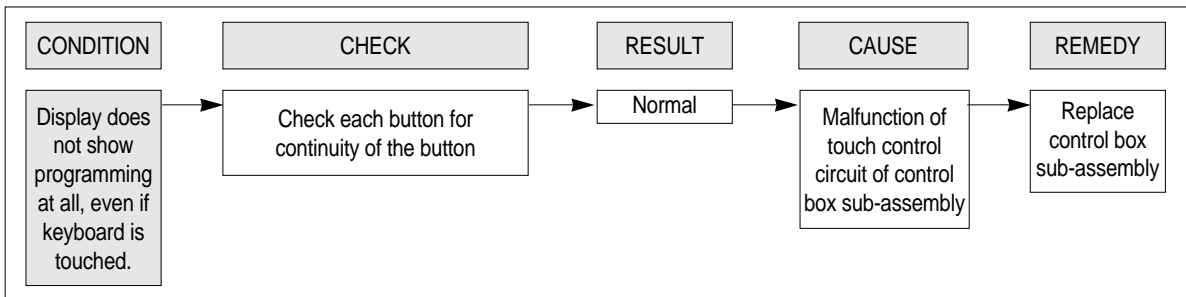 CONDITION
CHECK
RESULT
CAUSE
REMEDY
Display does
not show
programming
at all, even if
keyboard is
touched.
Check each button for
continuity of the button
Normal
Malfunction of
touch control
circuit of control
box sub-assembly
Replace
control box
sub-assembly